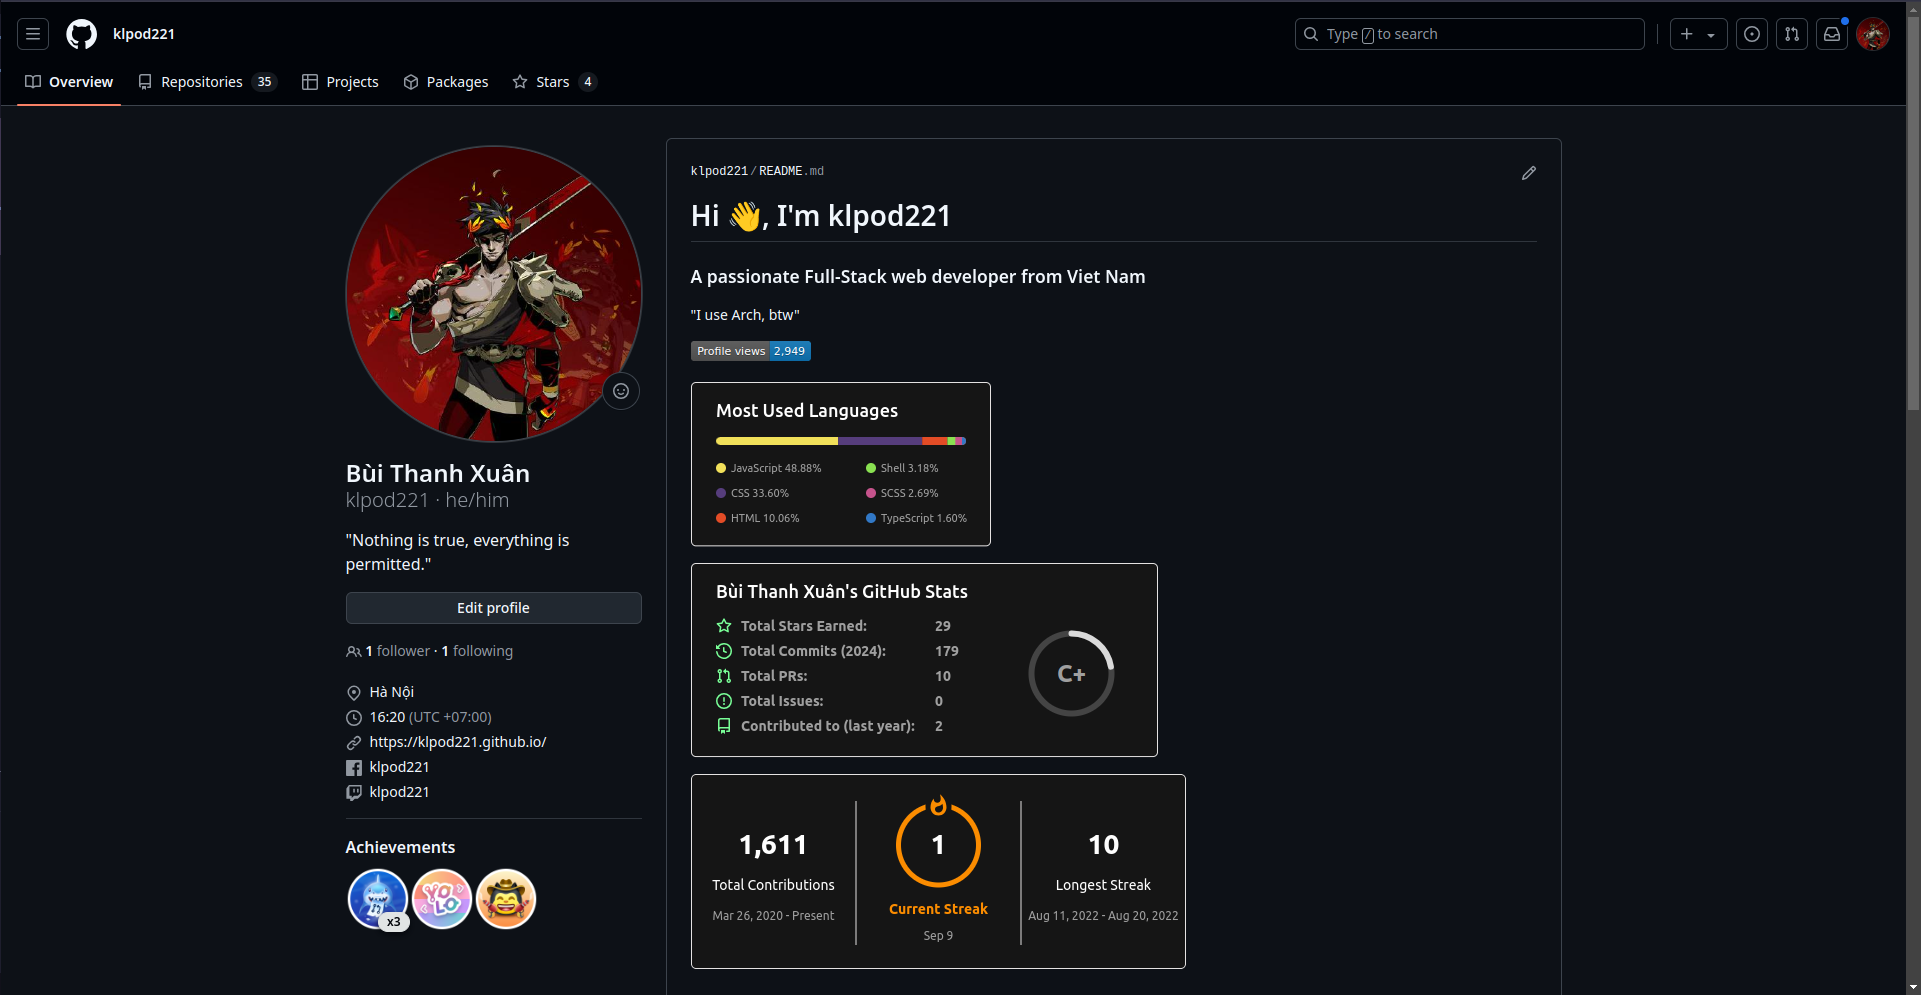 klpod221
Type / to search
Overview
Repositories 35
Projects
Packages
Stars 4
Bùi Thanh Xuân
klpod221 · he/him
"Nothing is true, everything is
permitted."
Edit profile
1 follower · 1 following
Hà Nội
16:20 (UTC +07:00)
https://klpod221.github.io/
klpod221
klpod221
Achievements
x3
YOLO
klpod221/README.md
Hi 👋, I'm klpod221
A passionate Full-Stack web developer from Viet Nam
"I use Arch, btw"
Profile views 2,949
Most Used Languages
JavaScript 48.88%
CSS 33.60%
HTML 10.06%
Shell 3.18%
SCSS 2.69%
TypeScript 1.60%
Bùi Thanh Xuân's GitHub Stats
Total Stars Earned: 29
Total Commits (2024): 179
Total PRs: 10
Total Issues: 0
Contributed to (last year): 2
C+
1,611
Total Contributions
Mar 26, 2020 - Present
1
Current Streak
Sep 9
10
Longest Streak
Aug 11, 2022 - Aug 20, 2022